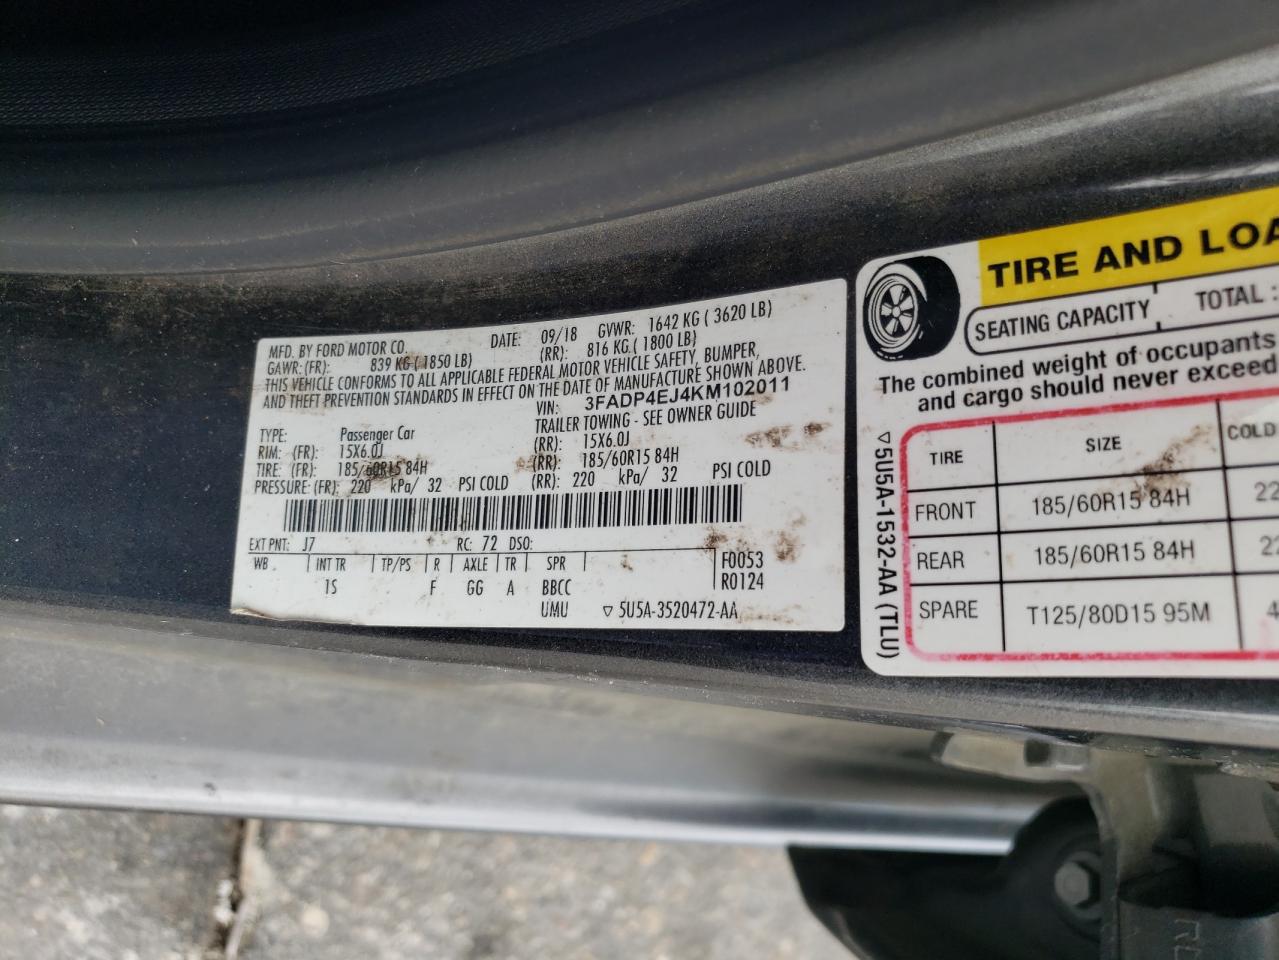 MFD. BY FORD MOTOR CO. DATE: 09/18 GVWR: 1642 KG ( 3620 LB)
GAWR: (FR): 839 KG ( 1850 LB) (RR): 816 KG ( 1800 LB)
THIS VEHICLE CONFORMS TO ALL APPLICABLE FEDERAL MOTOR VEHICLE SAFETY, BUMPER,
AND THEFT PREVENTION STANDARDS IN EFFECT ON THE DATE OF MANUFACTURE SHOWN ABOVE.
VIN: 3FADP4EJ4KM102011
TYPE: Passenger Car TRAILER TOWING - SEE OWNER GUIDE
RIM: (FR): 15X6.0J (RR): 15X6.0J
TIRE: (FR): 185/60R15 84H (RR): 185/60R15 84H
PRESSURE: (FR): 220 kPa/ 32 PSI COLD (RR): 220 kPa/ 32 PSI COLD
EXT PNT: J7 RC: 72 DSO:
WB INT TR TP/PS R AXLE TR SPR F0053
1S F GG A BBCC R0124
UMU ▽ 5U5A-3520472-AA
TIRE AND LOA
SEATING CAPACITY TOTAL :
The combined weight of occupants
and cargo should never exceed
TIRE SIZE COLD
FRONT 185/60R15 84H 22
REAR 185/60R15 84H 22
SPARE T125/80D15 95M 4
▽5U5A-1532-AA (TLU)